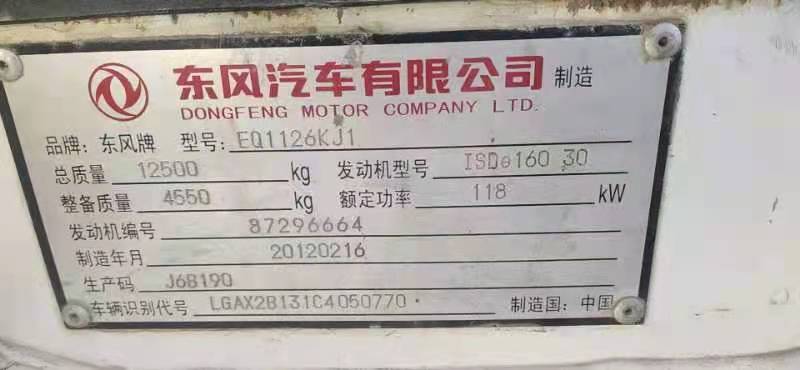 东风汽车有限公司 制造
DONGFENG MOTOR COMPANY LTD.
品牌: 东风牌 型号: EQ1126KJ1
总质量 12500 kg 发动机型号 ISDe160 30
整备质量 4550 kg 额定功率 118 kW
发动机编号 87296664
制造年月 20120216
生产码 J6B190
车辆识别代号 LGAX2B131C4050770 制造国: 中国